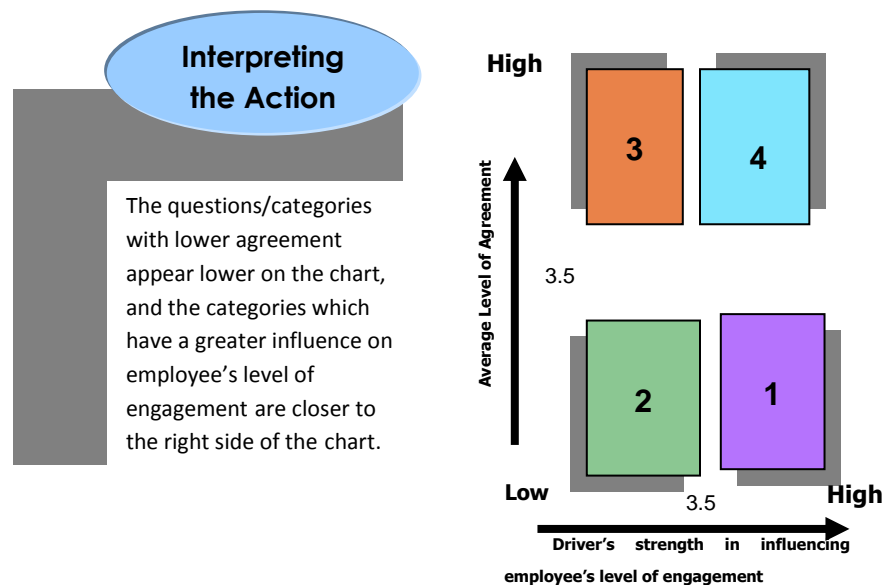 Interpreting
the Action
The questions/categories
with lower agreement
appear lower on the chart,
and the categories which
have a greater influence on
employee’s level of
engagement are closer to
the right side of the chart.
High
3
4
Average Level of Agreement
3.5
2
1
Low
3.5
High
Driver’s strength in influencing
employee’s level of engagement